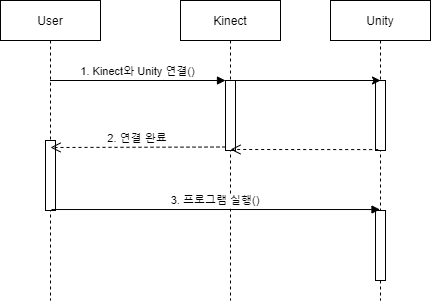 User
Kinect
Unity
1. Kinect와 Unity 연결()
2. 연결 완료
3. 프로그램 실행()